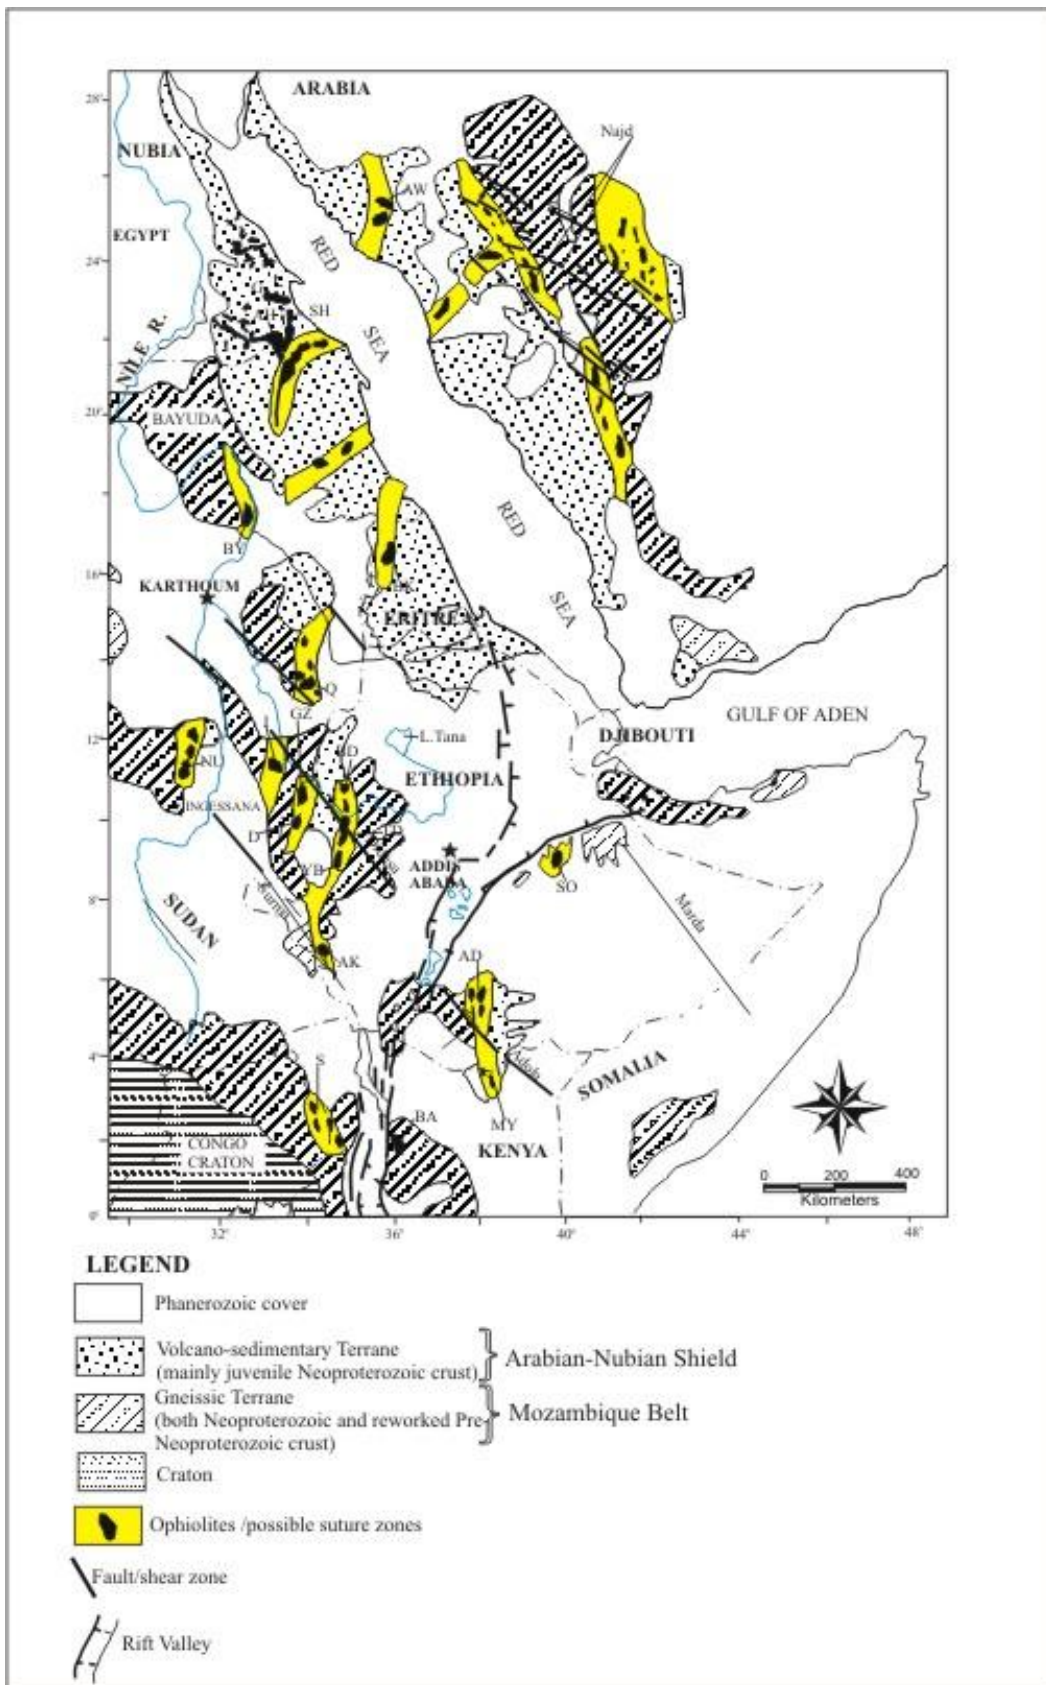 ARABIA
28°
Najd
NUBIA
AW
EGYPT
RED
24°
SH
SEA
NILE R.
20°
BAYUDA
RED
BY
16°
KARTHOUM
SEA
ERITREA
Q
GZ
GULF OF ADEN
12°
L.Tana
DJIBOUTI
NU
ETHIOPIA
INGESSANA
D
YB
ADDIS
ABABA
SO
8°
Surma
SUDAN
Marda
AK
AD
4°
S
Adola
SOMALIA
BA
MY
KENYA
CONGO
CRATON
0 200 400
Kilometers
0°
32° 36° 40° 44° 48°
LEGEND
Phanerozoic cover
Volcano-sedimentary Terrane
(mainly juvenile Neoproterozoic crust)
Arabian-Nubian Shield
Gneissic Terrane
(both Neoproterozoic and reworked Pre-
Neoproterozoic crust)
Mozambique Belt
Craton
Ophiolites /possible suture zones
Fault/shear zone
Rift Valley